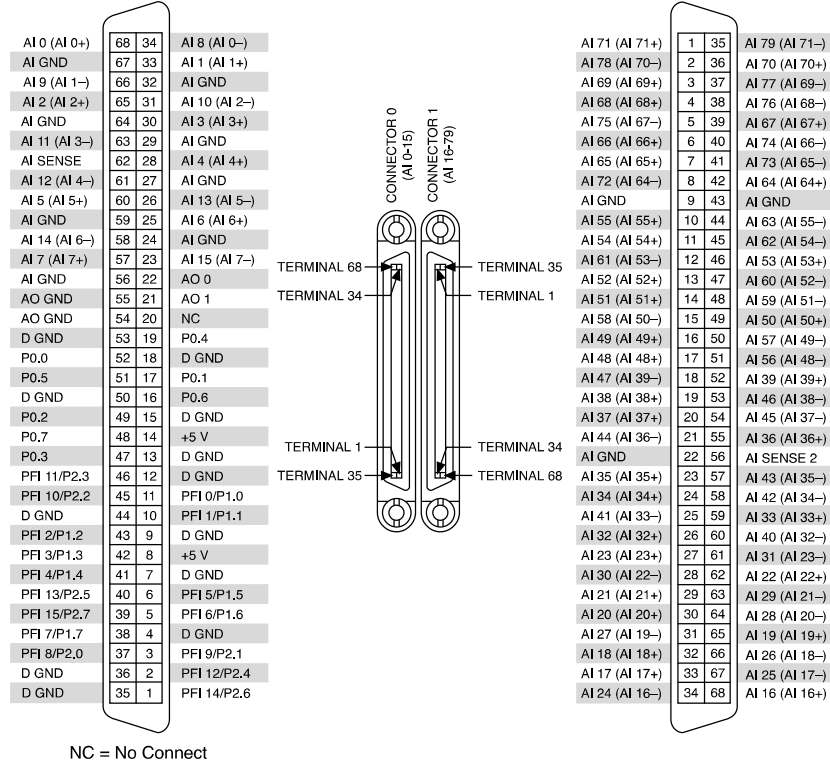 AI 0 (AI 0+) 68 34 AI 8 (AI 0–)
AI GND 67 33 AI 1 (AI 1+)
AI 9 (AI 1–) 66 32 AI GND
AI 2 (AI 2+) 65 31 AI 10 (AI 2–)
AI GND 64 30 AI 3 (AI 3+)
AI 11 (AI 3–) 63 29 AI GND
AI SENSE 62 28 AI 4 (AI 4+)
AI 12 (AI 4–) 61 27 AI GND
AI 5 (AI 5+) 60 26 AI 13 (AI 5–)
AI GND 59 25 AI 6 (AI 6+)
AI 14 (AI 6–) 58 24 AI GND
AI 7 (AI 7+) 57 23 AI 15 (AI 7–)
AI GND 56 22 AO 0
AO GND 55 21 AO 1
AO GND 54 20 NC
D GND 53 19 P0.4
P0.0 52 18 D GND
P0.5 51 17 P0.1
D GND 50 16 P0.6
P0.2 49 15 D GND
P0.7 48 14 +5 V
P0.3 47 13 D GND
PFI 11/P2.3 46 12 D GND
PFI 10/P2.2 45 11 PFI 0/P1.0
D GND 44 10 PFI 1/P1.1
PFI 2/P1.2 43 9 D GND
PFI 3/P1.3 42 8 +5 V
PFI 4/P1.4 41 7 D GND
PFI 13/P2.5 40 6 PFI 5/P1.5
PFI 15/P2.7 39 5 PFI 6/P1.6
PFI 7/P1.7 38 4 D GND
PFI 8/P2.0 37 3 PFI 9/P2.1
D GND 36 2 PFI 12/P2.4
D GND 35 1 PFI 14/P2.6
NC = No Connect
CONNECTOR 0
(AI 0-15)
CONNECTOR 1
(AI 16-79)
TERMINAL 68
TERMINAL 34
TERMINAL 35
TERMINAL 1
TERMINAL 1
TERMINAL 35
TERMINAL 34
TERMINAL 68
AI 71 (AI 71+) 1 35 AI 79 (AI 71–)
AI 78 (AI 70–) 2 36 AI 70 (AI 70+)
AI 69 (AI 69+) 3 37 AI 77 (AI 69–)
AI 68 (AI 68+) 4 38 AI 76 (AI 68–)
AI 75 (AI 67–) 5 39 AI 67 (AI 67+)
AI 66 (AI 66+) 6 40 AI 74 (AI 66–)
AI 65 (AI 65+) 7 41 AI 73 (AI 65–)
AI 72 (AI 64–) 8 42 AI 64 (AI 64+)
AI GND 9 43 AI GND
AI 55 (AI 55+) 10 44 AI 63 (AI 55–)
AI 54 (AI 54+) 11 45 AI 62 (AI 54–)
AI 61 (AI 53–) 12 46 AI 53 (AI 53+)
AI 52 (AI 52+) 13 47 AI 60 (AI 52–)
AI 51 (AI 51+) 14 48 AI 59 (AI 51–)
AI 58 (AI 50–) 15 49 AI 50 (AI 50+)
AI 49 (AI 49+) 16 50 AI 57 (AI 49–)
AI 48 (AI 48+) 17 51 AI 56 (AI 48–)
AI 47 (AI 39–) 18 52 AI 39 (AI 39+)
AI 38 (AI 38+) 19 53 AI 46 (AI 38–)
AI 37 (AI 37+) 20 54 AI 45 (AI 37–)
AI 44 (AI 36–) 21 55 AI 36 (AI 36+)
AI GND 22 56 AI SENSE 2
AI 35 (AI 35+) 23 57 AI 43 (AI 35–)
AI 34 (AI 34+) 24 58 AI 42 (AI 34–)
AI 41 (AI 33–) 25 59 AI 33 (AI 33+)
AI 32 (AI 32+) 26 60 AI 40 (AI 32–)
AI 23 (AI 23+) 27 61 AI 31 (AI 23–)
AI 30 (AI 22–) 28 62 AI 22 (AI 22+)
AI 21 (AI 21+) 29 63 AI 29 (AI 21–)
AI 20 (AI 20+) 30 64 AI 28 (AI 20–)
AI 27 (AI 19–) 31 65 AI 19 (AI 19+)
AI 18 (AI 18+) 32 66 AI 26 (AI 18–)
AI 17 (AI 17+) 33 67 AI 25 (AI 17–)
AI 24 (AI 16–) 34 68 AI 16 (AI 16+)